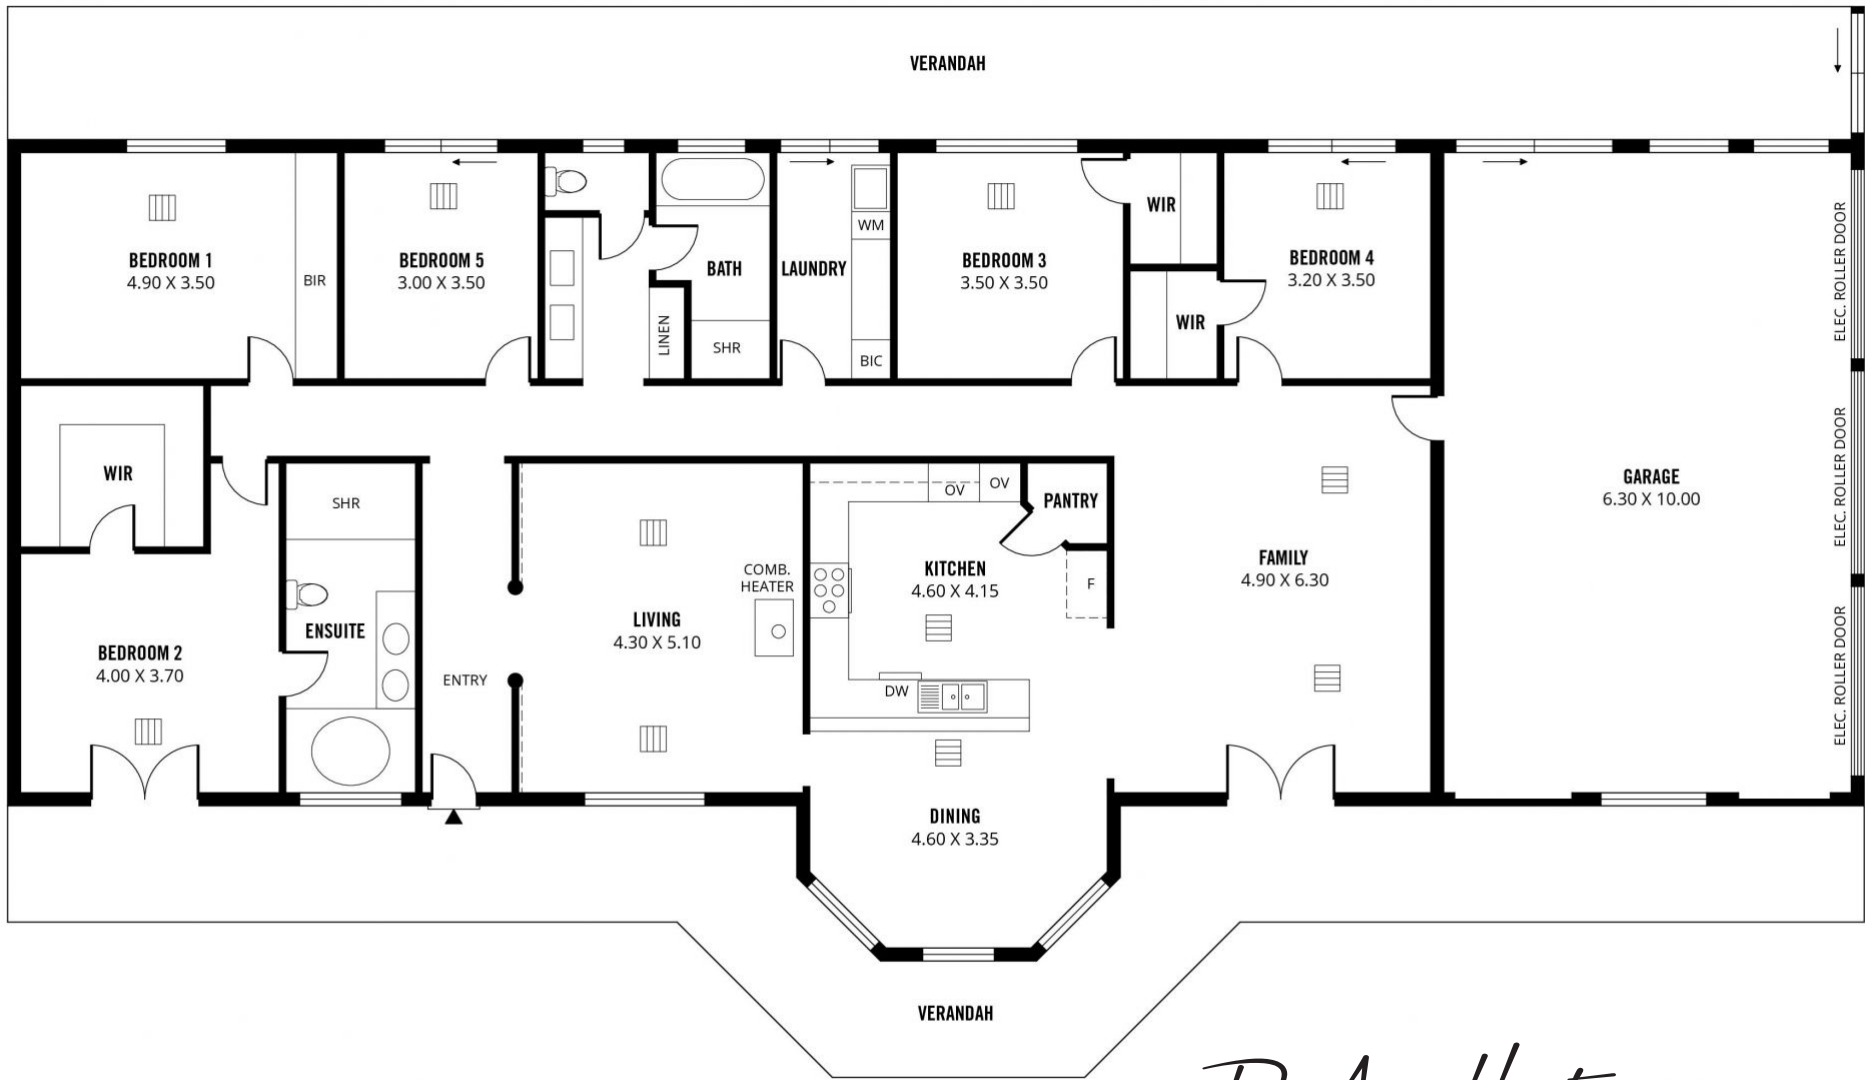 VERANDAH
BEDROOM 1
4.90 X 3.50
BIR
BEDROOM 5
3.00 X 3.50
LINEN
BATH
SHR
LAUNDRY
WM
BIC
BEDROOM 3
3.50 X 3.50
WIR
WIR
BEDROOM 4
3.20 X 3.50
ELEC. ROLLER DOOR
ELEC. ROLLER DOOR
ELEC. ROLLER DOOR
GARAGE
6.30 X 10.00
WIR
BEDROOM 2
4.00 X 3.70
SHR
ENSUITE
ENTRY
LIVING
4.30 X 5.10
COMB.
HEATER
OV
OV
PANTRY
KITCHEN
4.60 X 4.15
F
DW
FAMILY
4.90 X 6.30
DINING
4.60 X 3.35
VERANDAH